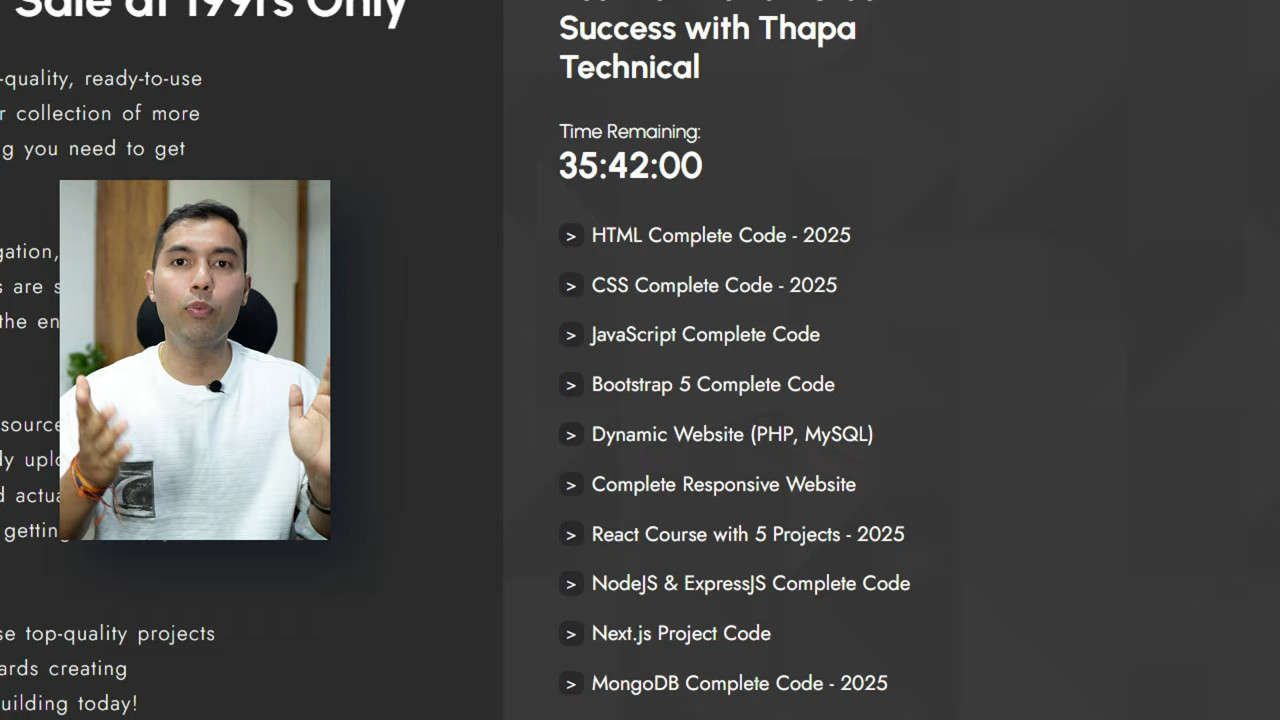 Sale at 199rs Only
-quality, ready-to-use
r collection of more
g you need to get
gation,
s are s
the en
source
ly uplo
d actua
getting
se top-quality projects
ards creating
uilding today!
Success with Thapa
Technical
Time Remaining:
35:42:00
> HTML Complete Code - 2025
> CSS Complete Code - 2025
> JavaScript Complete Code
> Bootstrap 5 Complete Code
> Dynamic Website (PHP, MySQL)
> Complete Responsive Website
> React Course with 5 Projects - 2025
> NodeJS & ExpressJS Complete Code
> Next.js Project Code
> MongoDB Complete Code - 2025